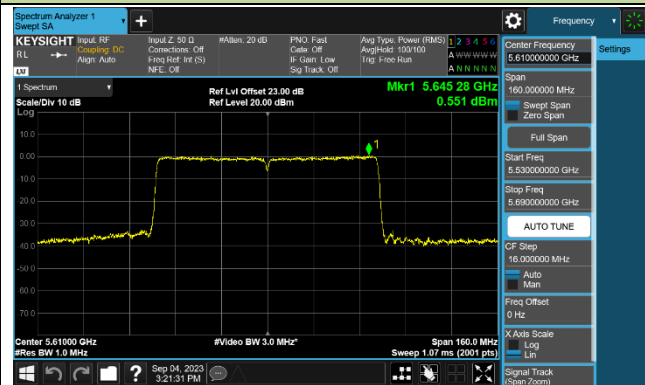 Spectrum Analyzer 1
Swept SA
Frequency
KEYSIGHT
RL
LXI
Input: RF
Coupling: DC
Align: Auto
Input Z: 50 Ω
Corrections: Off
Freq Ref: Int (S)
NFE: Off
#Atten: 20 dB
PNO: Fast
Gate: Off
IF Gain: Low
Sig Track: Off
Avg Type: Power (RMS)
Avg|Hold: 100/100
Trig: Free Run
1 2 3 4 5 6
A W W W W W
A N N N N N
1 Spectrum
Scale/Div 10 dB
Log
Ref Lvl Offset 23.00 dB
Ref Level 20.00 dBm
Mkr1 5.645 28 GHz
0.551 dBm
10.0
0.00
-10.0
-20.0
-30.0
-40.0
-50.0
-60.0
-70.0
1
Center 5.61000 GHz
#Res BW 1.0 MHz
#Video BW 3.0 MHz*
Span 160.0 MHz
Sweep 1.07 ms (2001 pts)
Center Frequency
5.610000000 GHz
Span
160.000000 MHz
Swept Span
Zero Span
Full Span
Start Freq
5.530000000 GHz
Stop Freq
5.690000000 GHz
AUTO TUNE
CF Step
16.000000 MHz
Auto
Man
Freq Offset
0 Hz
X Axis Scale
Log
Lin
Signal Track
(Span Zoom)
Settings
Sep 04, 2023
3:21:31 PM